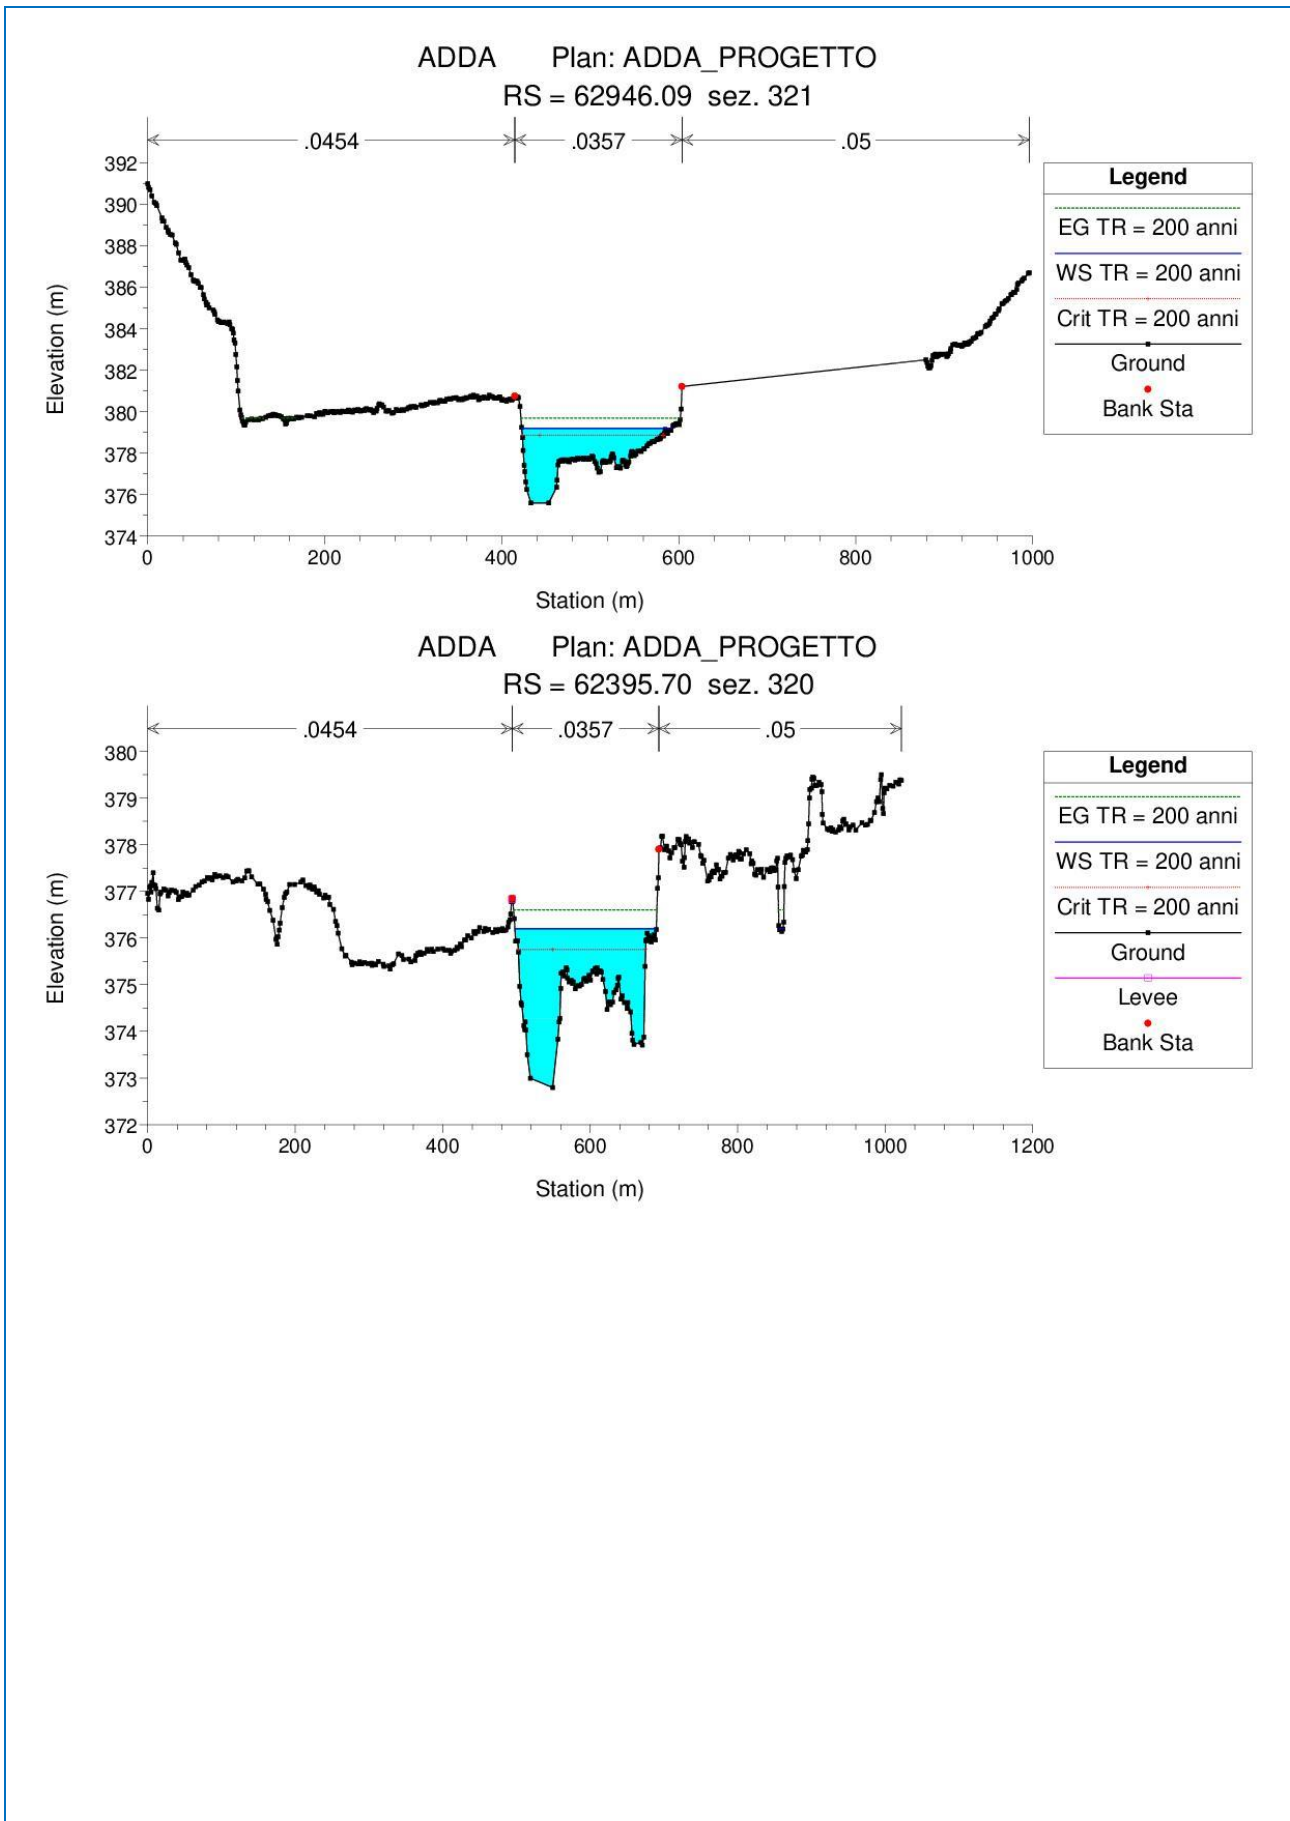 ADDA Plan: ADDA_PROGETTO
RS = 62946.09 sez. 321
.0454 .0357 .05
392
390
388
386
384
382
380
378
376
374
Elevation (m)
0 200 400 600 800 1000
Station (m)
Legend
EG TR = 200 anni
WS TR = 200 anni
Crit TR = 200 anni
Ground
Bank Sta
ADDA Plan: ADDA_PROGETTO
RS = 62395.70 sez. 320
.0454 .0357 .05
380
379
378
377
376
375
374
373
372
Elevation (m)
0 200 400 600 800 1000 1200
Station (m)
Legend
EG TR = 200 anni
WS TR = 200 anni
Crit TR = 200 anni
Ground
Levee
Bank Sta